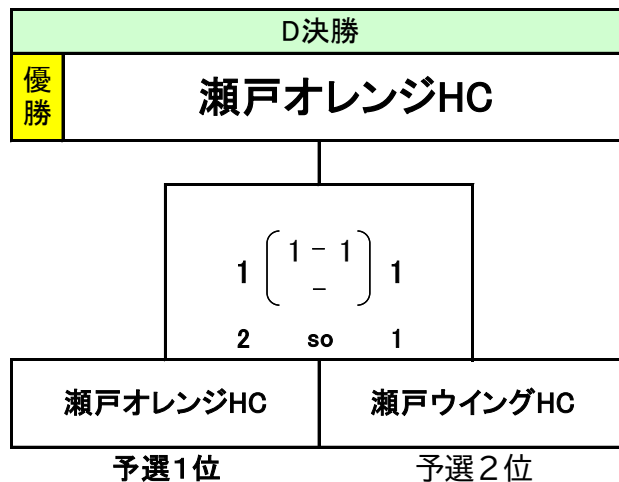 D決勝
優勝 瀬戸オレンジHC
1 - 1
1 1
-
2 so 1
瀬戸オレンジHC 瀬戸ウイングHC
予選1位 予選２位